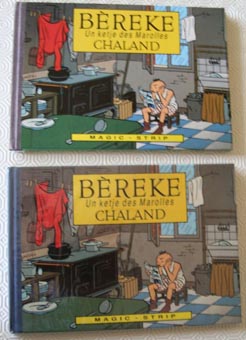 BÈREKE
Un ketje des Marolles
CHALAND
MAGIC - STRIP
BÈREKE
Un ketje des Marolles
CHALAND
MAGIC - STRIP